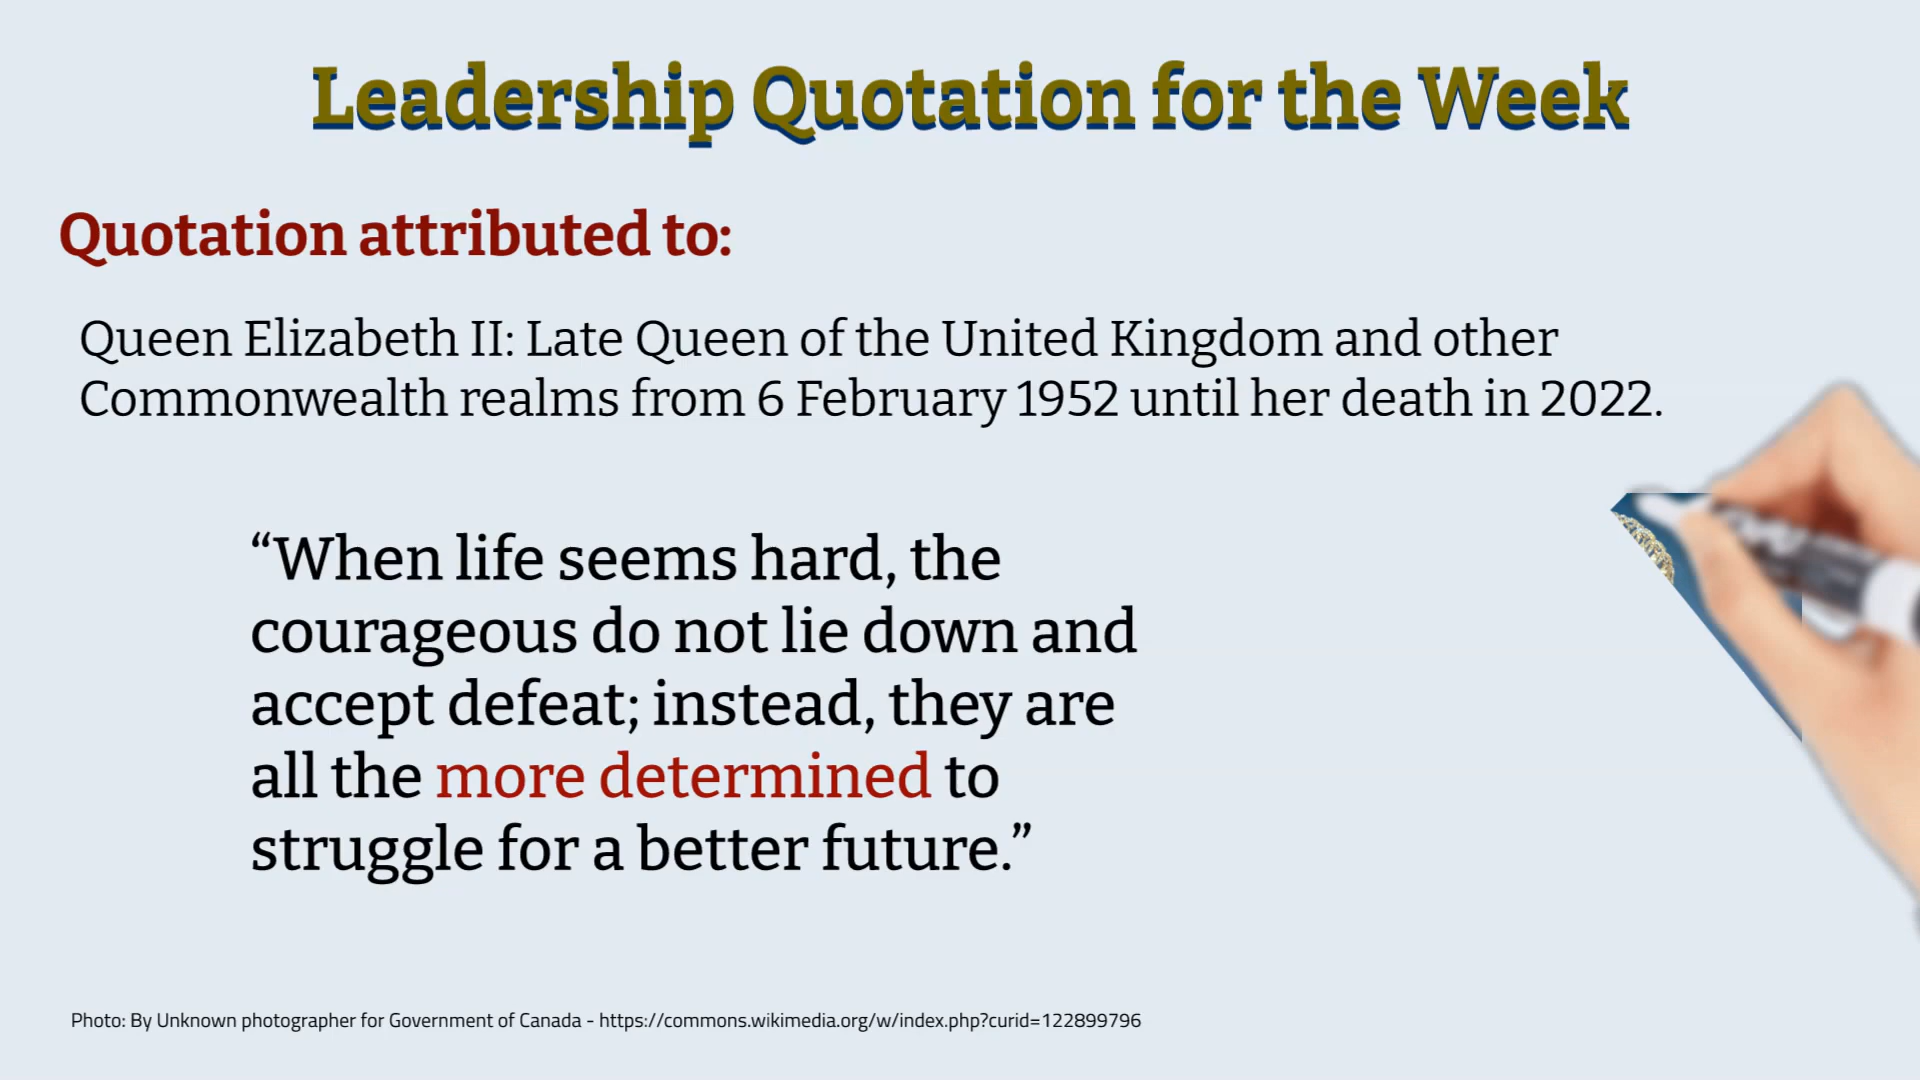 Leadership Quotation for the Week
Quotation attributed to:
Queen Elizabeth II: Late Queen of the United Kingdom and other
Commonwealth realms from 6 February 1952 until her death in 2022.
“When life seems hard, the
courageous do not lie down and
accept defeat; instead, they are
all the more determined to
struggle for a better future.”
Photo: By Unknown photographer for Government of Canada - https://commons.wikimedia.org/w/index.php?curid=122899796